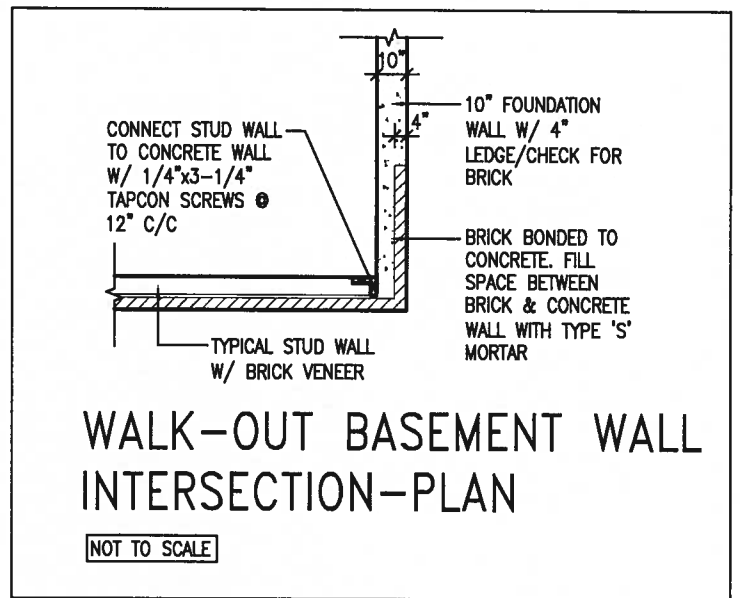 10"
4"
CONNECT STUD WALL
TO CONCRETE WALL
W/ 1/4"x3-1/4"
TAPCON SCREWS @
12" C/C
10" FOUNDATION
WALL W/ 4"
LEDGE/CHECK FOR
BRICK
BRICK BONDED TO
CONCRETE. FILL
SPACE BETWEEN
BRICK & CONCRETE
WALL WITH TYPE 'S'
MORTAR
TYPICAL STUD WALL
W/ BRICK VENEER
WALK-OUT BASEMENT WALL
INTERSECTION-PLAN
NOT TO SCALE